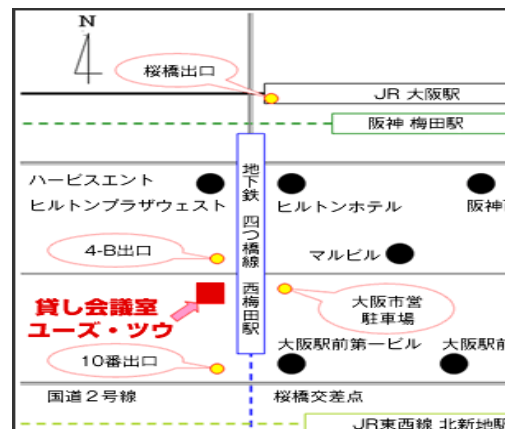 N
桜橋出口
JR 大阪駅
阪神 梅田駅
ハービスエント
ヒルトンプラザウェスト
地下鉄 四つ橋線 西梅田駅
ヒルトンホテル
阪神
4-B出口
マルビル
貸し会議室
ユーズ・ツウ
大阪市営
駐車場
10番出口
大阪駅前第一ビル
大阪駅前
国道2号線
桜橋交差点
JR東西線 北新地駅